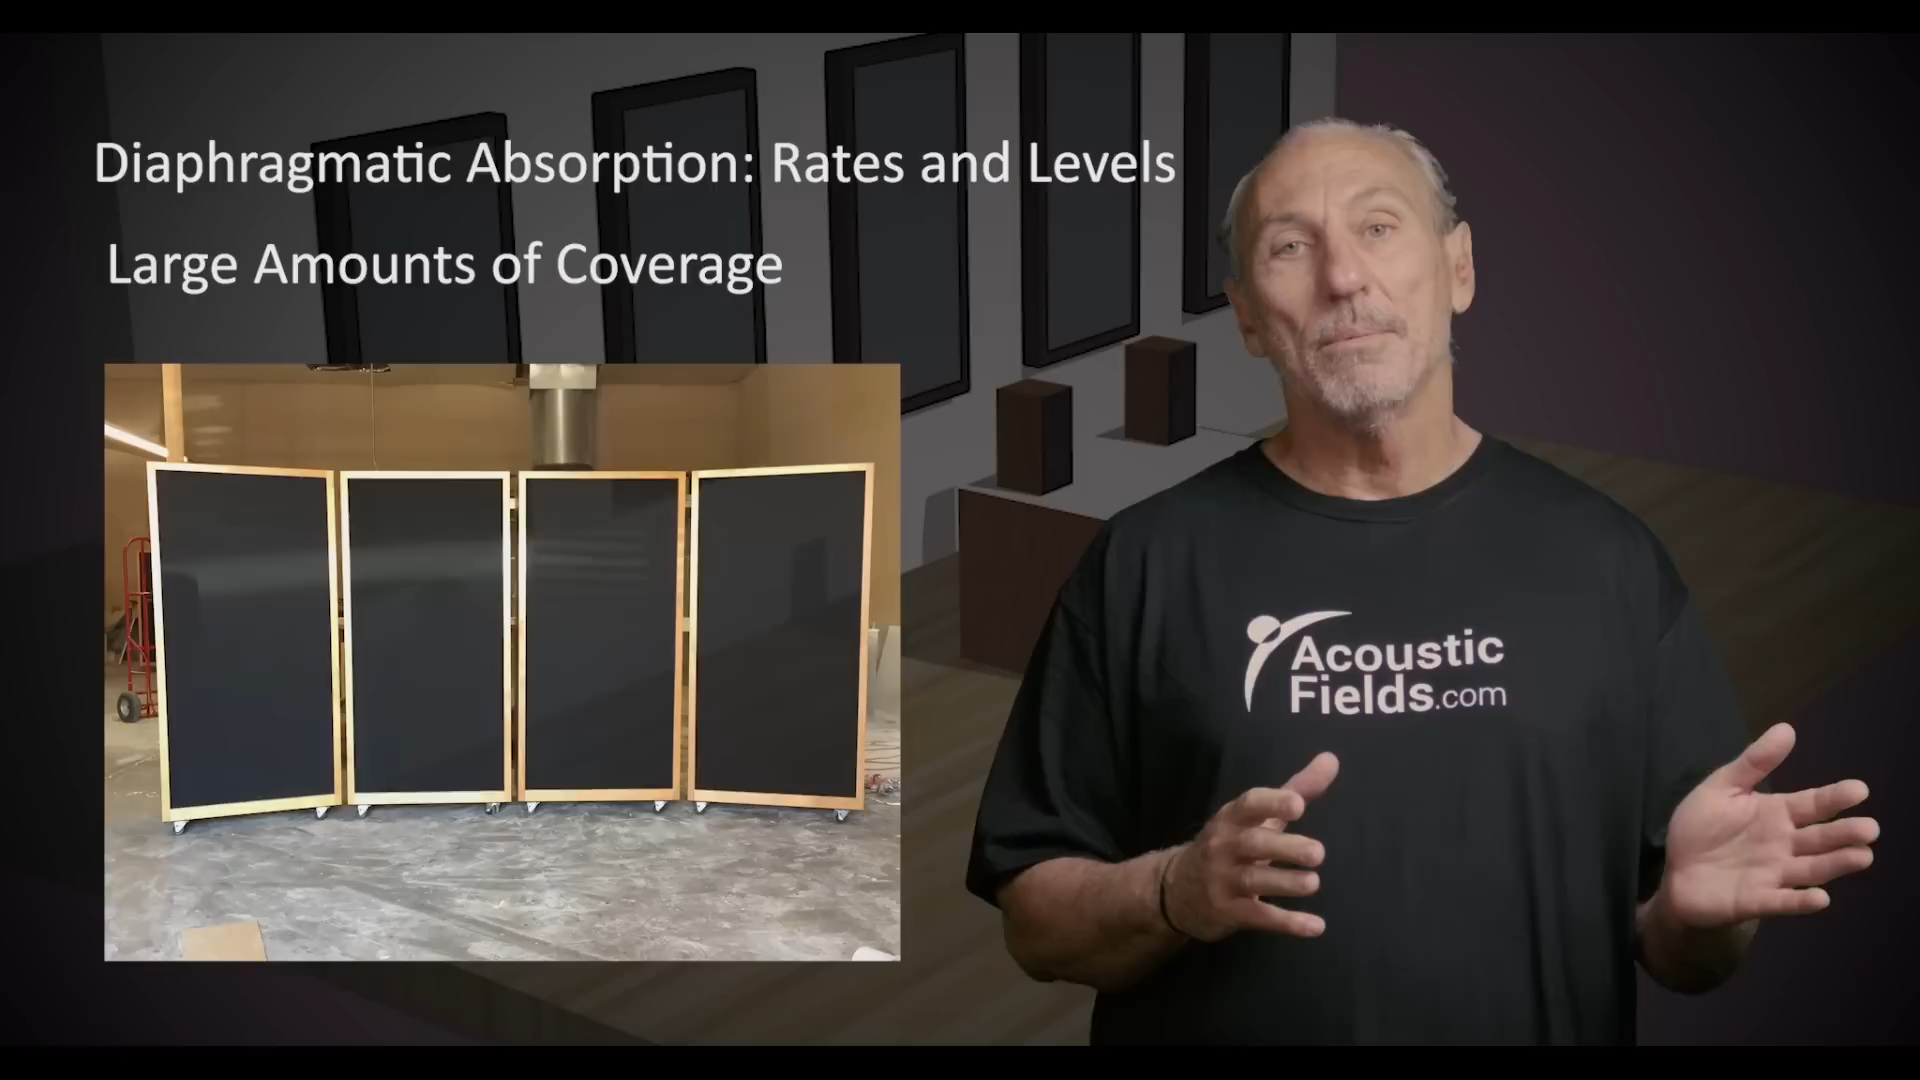 Diaphragmatic Absorption: Rates and Levels
Large Amounts of Coverage
Acoustic
Fields.com